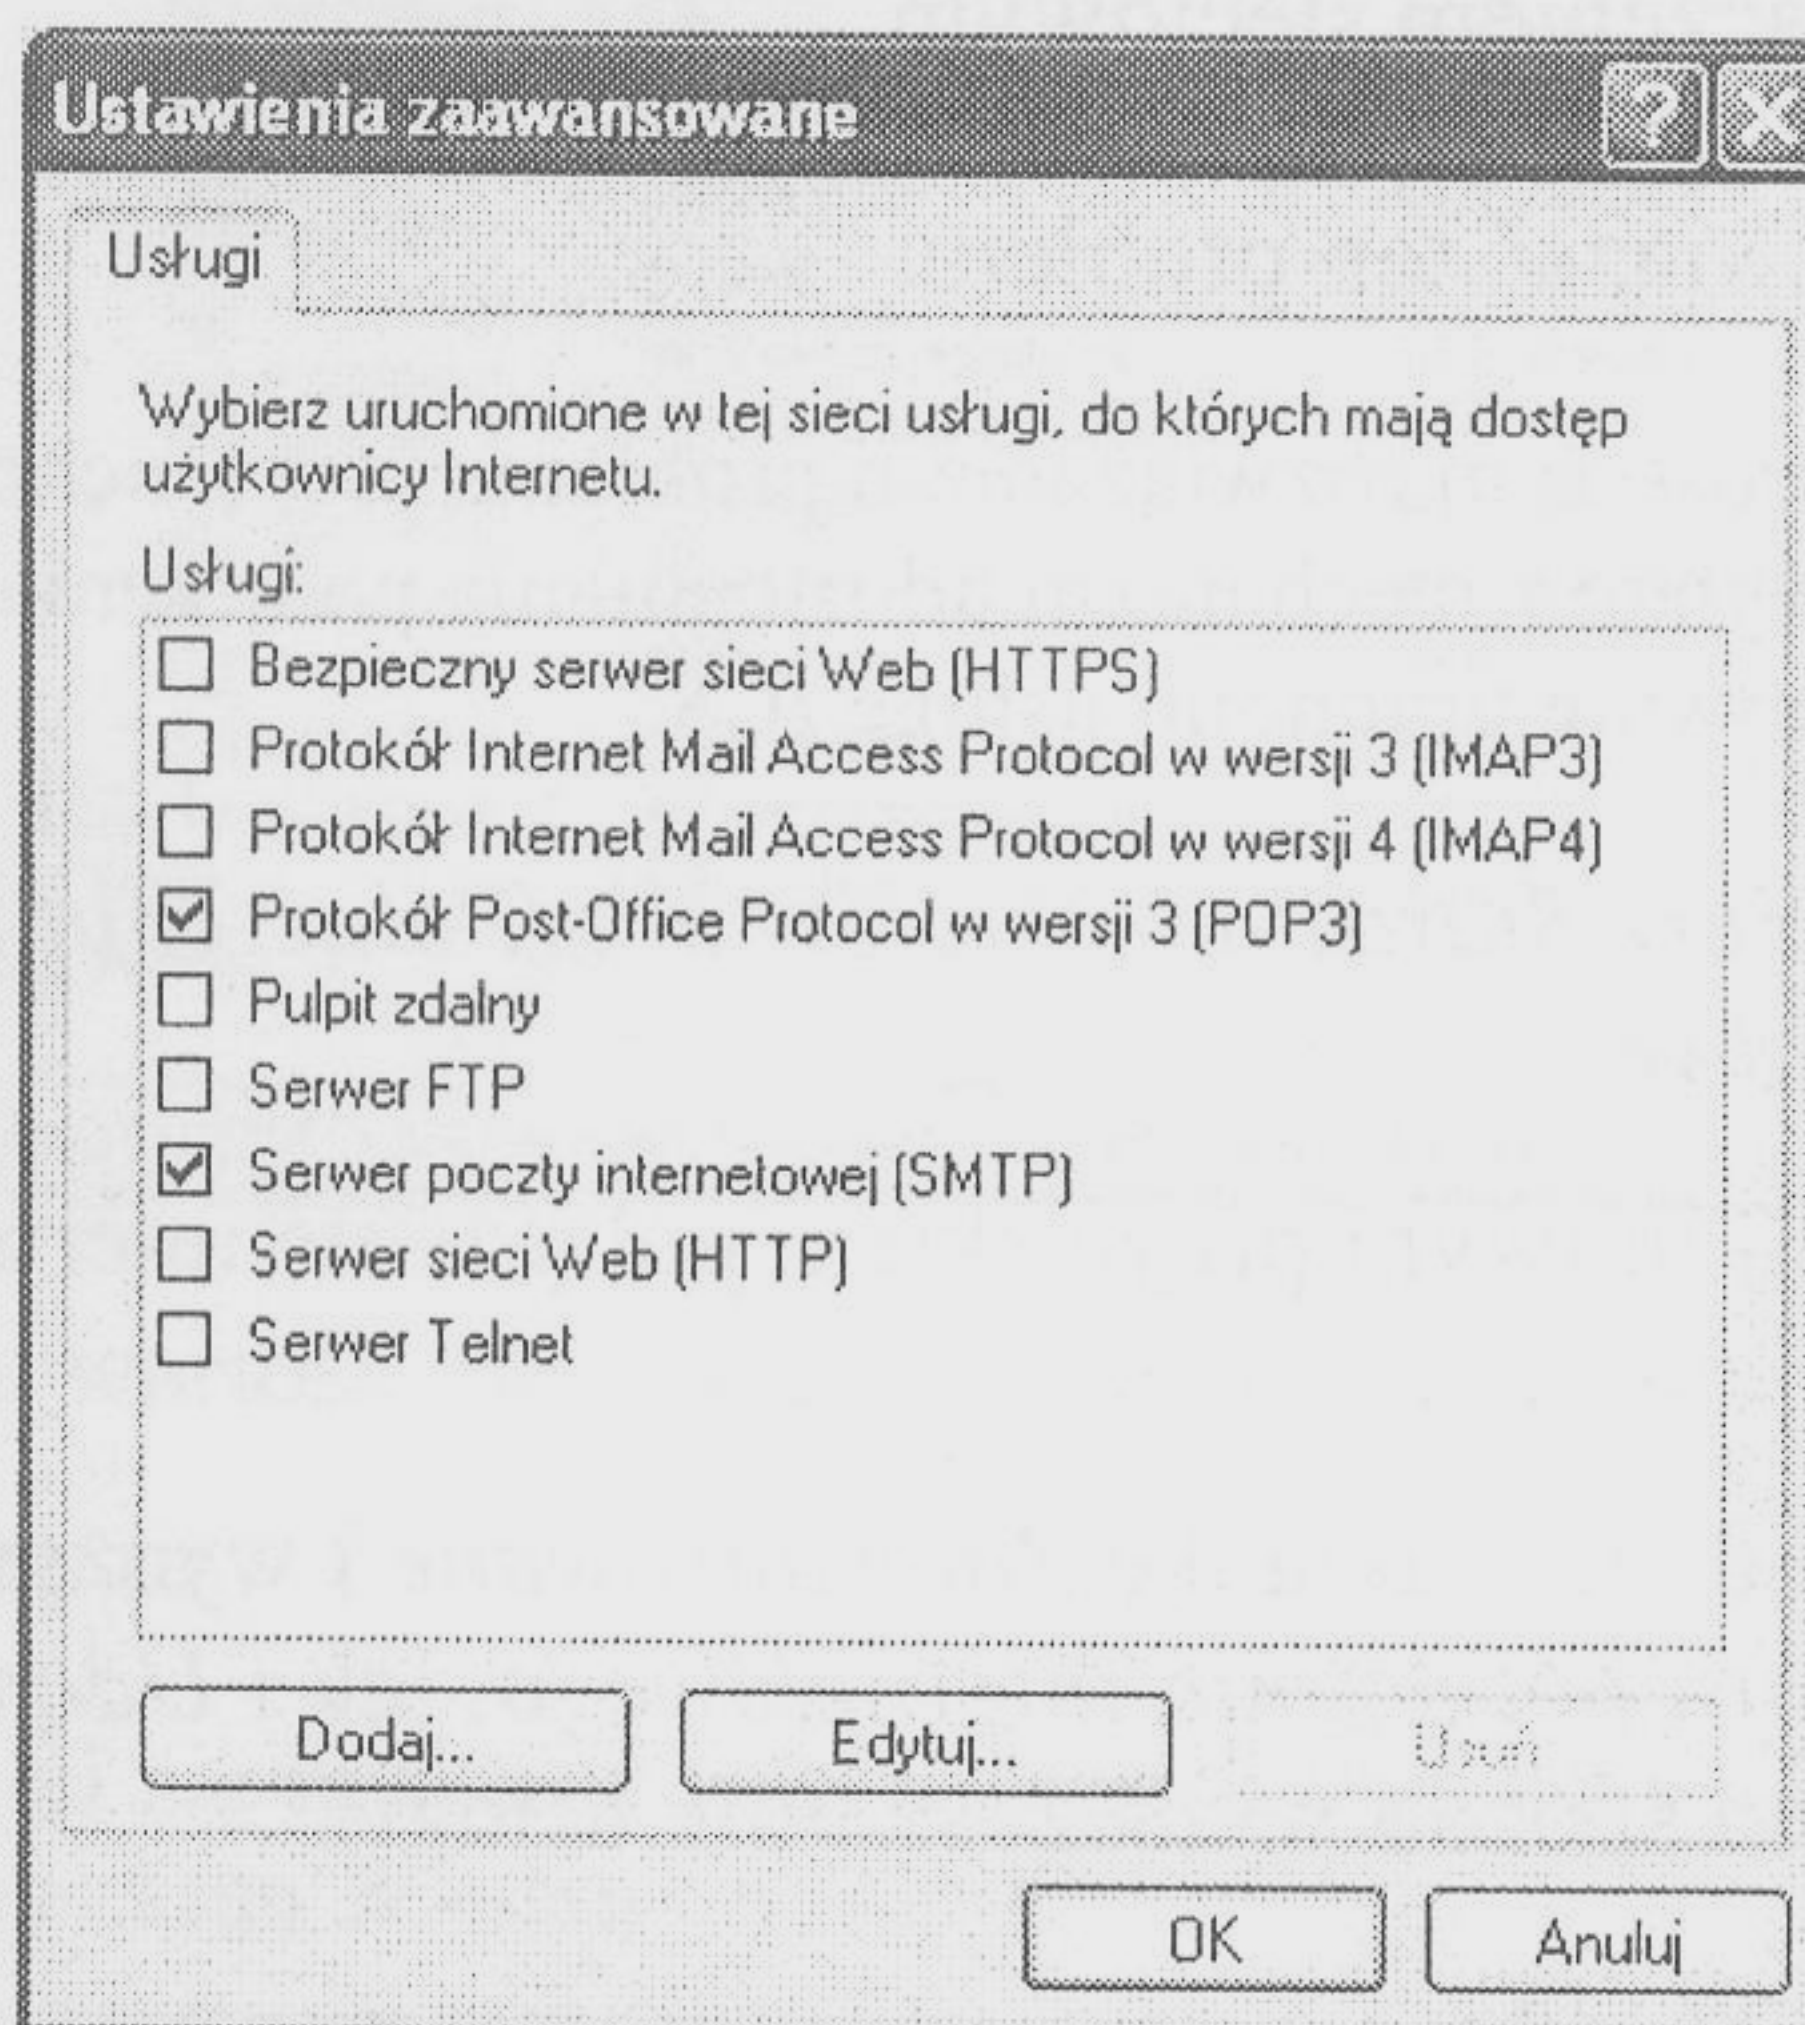 Ustawienia zaawansowane
Usługi
Wybierz uruchomione w tej sieci usługi, do których mają dostęp
użytkownicy Internetu.
Usługi:
Bezpieczny serwer sieci Web (HTTPS)
Protokół Internet Mail Access Protocol w wersji 3 (IMAP3)
Protokół Internet Mail Access Protocol w wersji 4 (IMAP4)
Protokół Post-Office Protocol w wersji 3 (POP3)
Pulpit zdalny
Serwer FTP
Serwer poczty internetowej (SMTP)
Serwer sieci Web (HTTP)
Serwer Telnet
Dodaj... Edytuj... Usuń
OK Anuluj